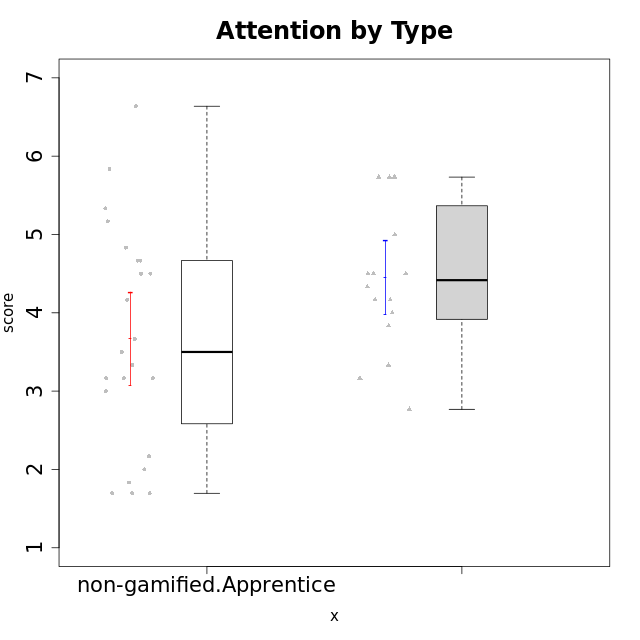 Attention by Type
7
6
5
4
3
2
1
score
non-gamified.Apprentice
x